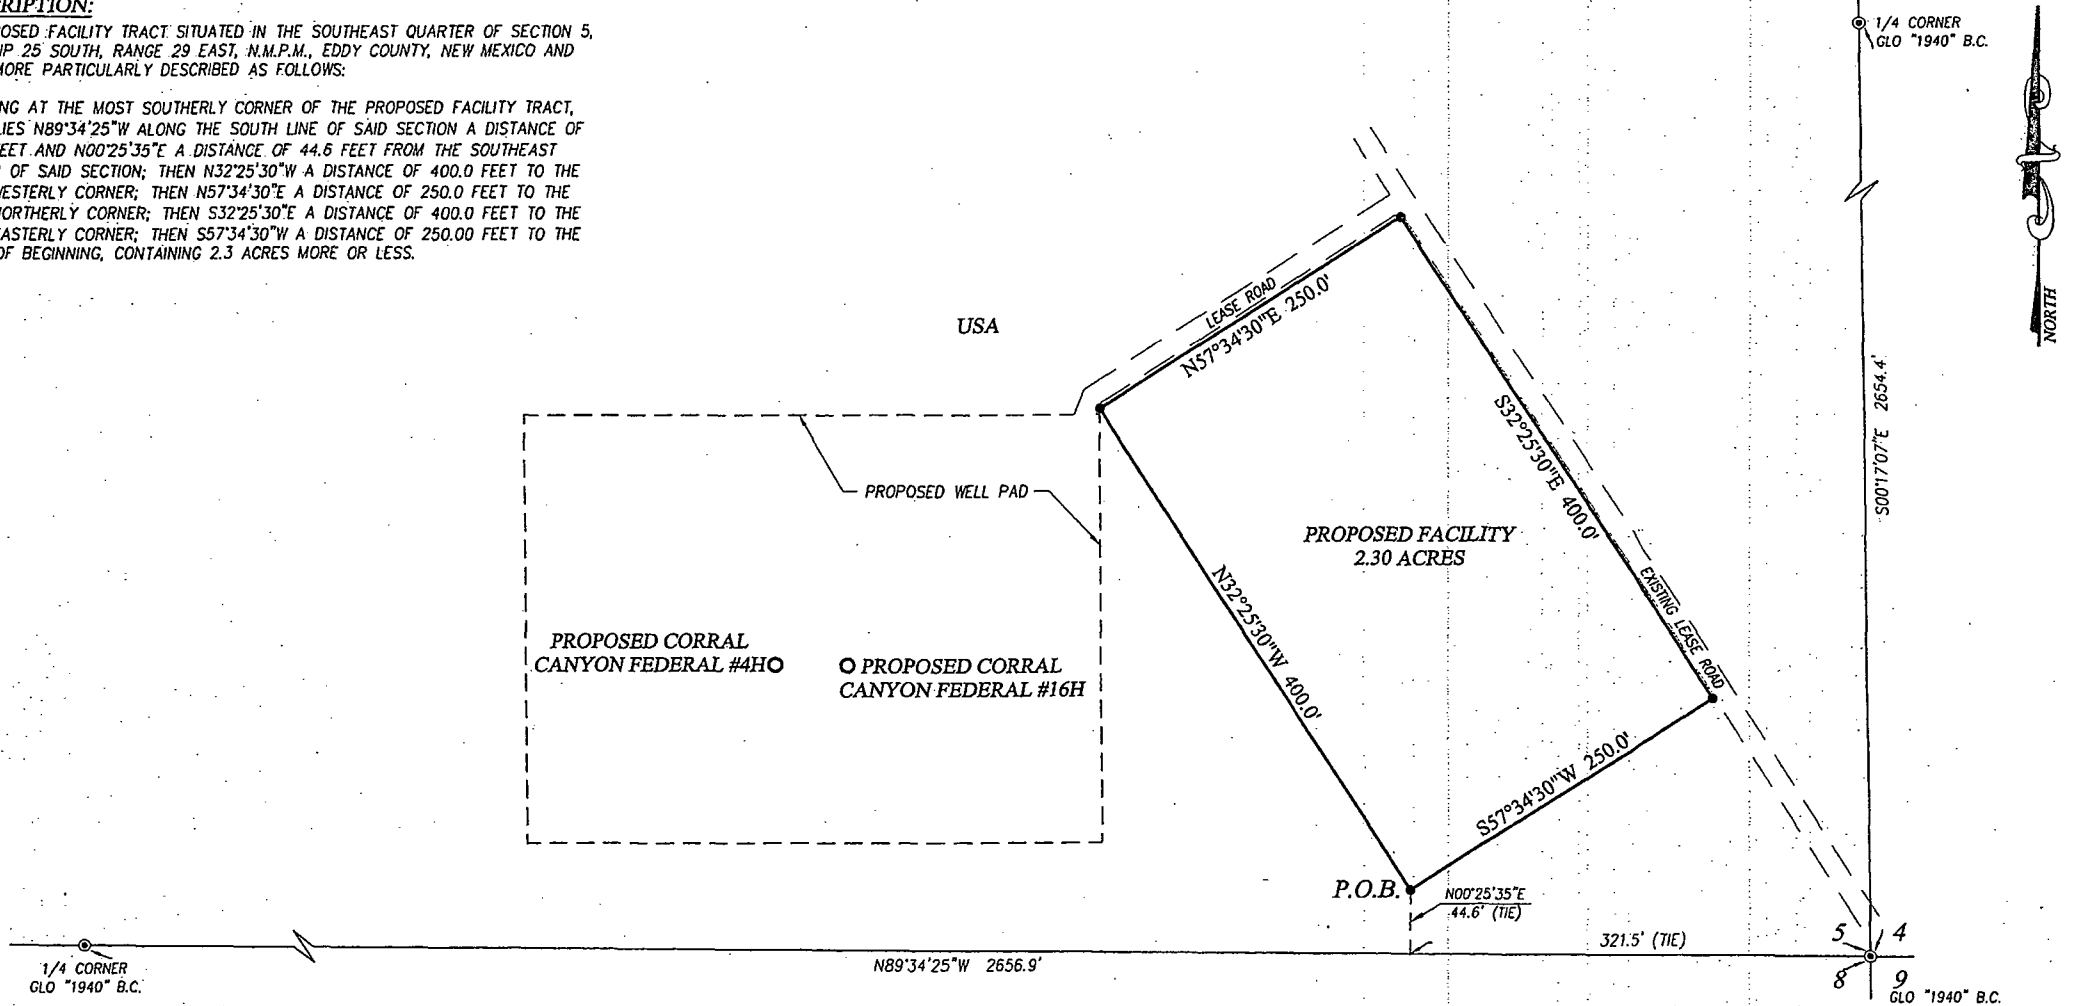 RIPTION:
OSED FACILITY TRACT SITUATED IN THE SOUTHEAST QUARTER OF SECTION 5,
IP 25 SOUTH, RANGE 29 EAST, N.M.P.M., EDDY COUNTY, NEW MEXICO AND
MORE PARTICULARLY DESCRIBED AS FOLLOWS:
NG AT THE MOST SOUTHERLY CORNER OF THE PROPOSED FACILITY TRACT,
LIES N89°34'25"W ALONG THE SOUTH LINE OF SAID SECTION A DISTANCE OF
EET AND N00°25'35"E A DISTANCE OF 44.6 FEET FROM THE SOUTHEAST
OF SAID SECTION; THEN N32°25'30"W A DISTANCE OF 400.0 FEET TO THE
ESTERLY CORNER; THEN N57°34'30"E A DISTANCE OF 250.0 FEET TO THE
ORTHERLY CORNER; THEN S32°25'30"E A DISTANCE OF 400.0 FEET TO THE
ASTERLY CORNER; THEN S57°34'30"W A DISTANCE OF 250.00 FEET TO THE
OF BEGINNING, CONTAINING 2.3 ACRES MORE OR LESS.
1/4 CORNER
GLO "1940" B.C.
NORTH
USA
LEASE ROAD
N57°34'30"E 250.0'
S32°25'30"E 400.0'
S00°17'07"E 2654.4'
PROPOSED WELL PAD
PROPOSED FACILITY
2.30 ACRES
EXISTING LEASE ROAD
N32°25'30"W 400.0'
PROPOSED CORRAL
CANYON FEDERAL #4H
PROPOSED CORRAL
CANYON FEDERAL #16H
S57°34'30"W 250.0'
P.O.B.
N00°25'35"E
44.6' (TIE)
321.5' (TIE)
5 4
8 9
GLO "1940" B.C.
N89°34'25"W 2656.9'
1/4 CORNER
GLO "1940" B.C.